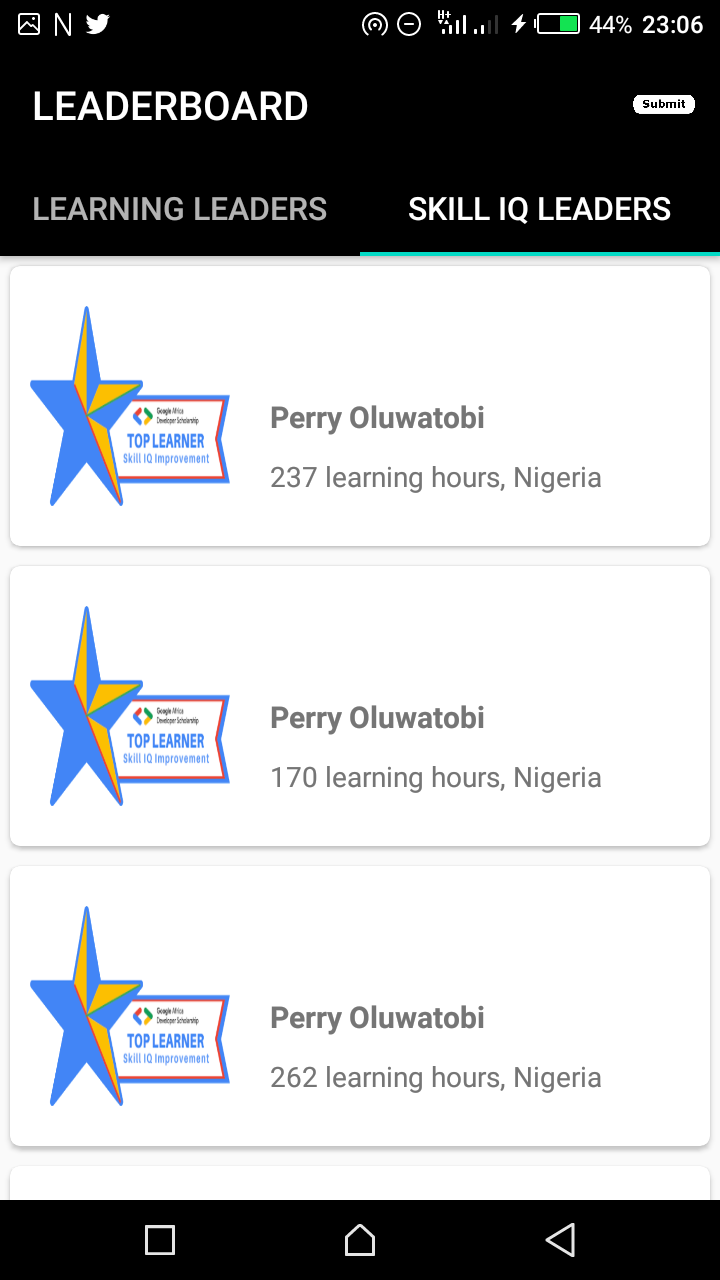 H+ 44% 23:06
LEADERBOARD
Submit
LEARNING LEADERS
SKILL IQ LEADERS
Google Africa
Developer Scholarship
TOP LEARNER
Skill IQ Improvement
Perry Oluwatobi
237 learning hours, Nigeria
Google Africa
Developer Scholarship
TOP LEARNER
Skill IQ Improvement
Perry Oluwatobi
170 learning hours, Nigeria
Google Africa
Developer Scholarship
TOP LEARNER
Skill IQ Improvement
Perry Oluwatobi
262 learning hours, Nigeria